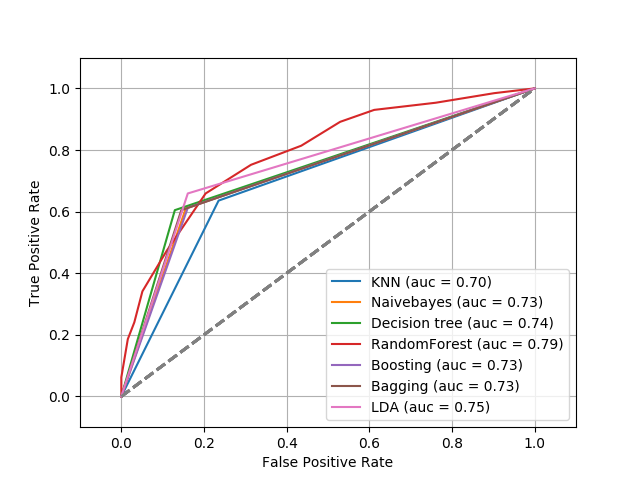 1.0
0.8
0.6
0.4
0.2
0.0
True Positive Rate
KNN (auc = 0.70)
Naivebayes (auc = 0.73)
Decision tree (auc = 0.74)
RandomForest (auc = 0.79)
Boosting (auc = 0.73)
Bagging (auc = 0.73)
LDA (auc = 0.75)
0.0 0.2 0.4 0.6 0.8 1.0
False Positive Rate